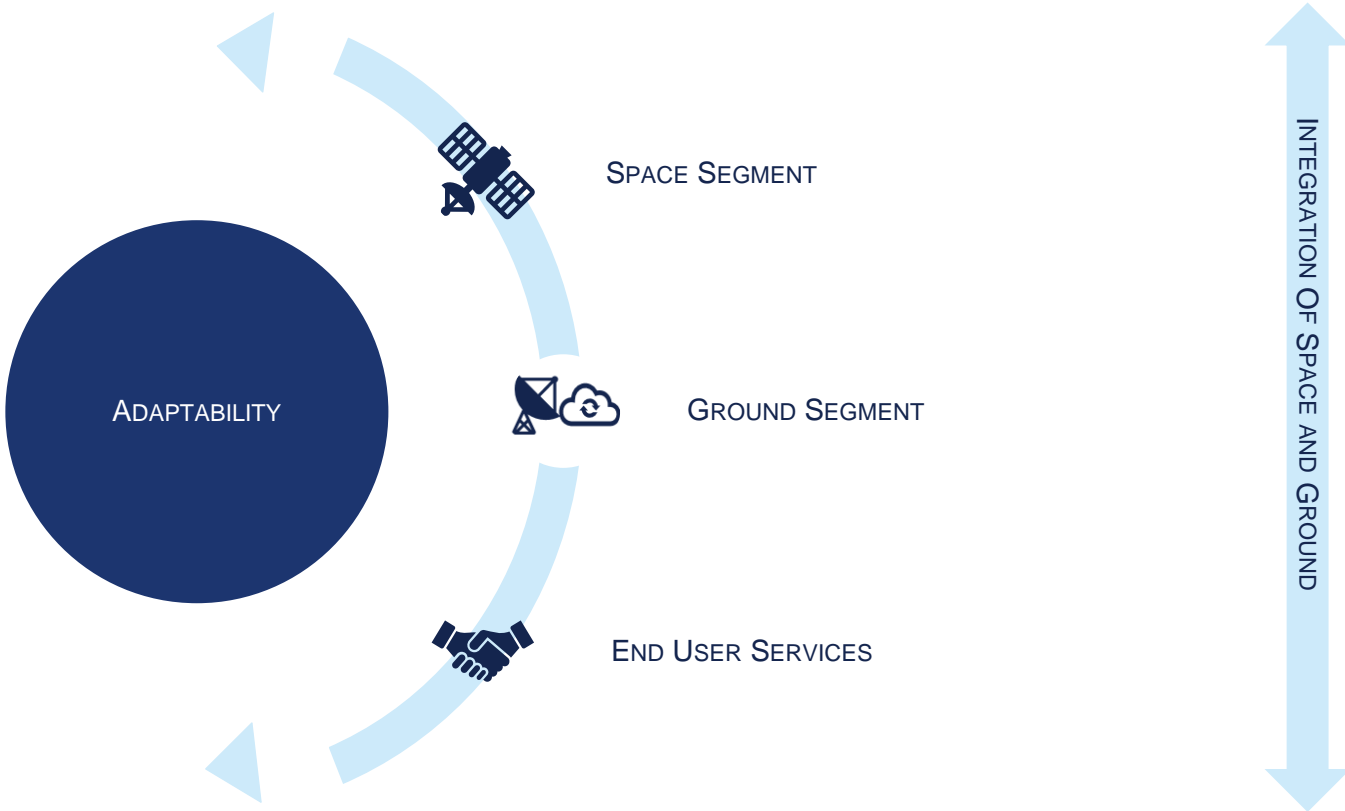 SPACE SEGMENT
ADAPTABILITY
GROUND SEGMENT
END USER SERVICES
INTEGRATION OF SPACE AND GROUND